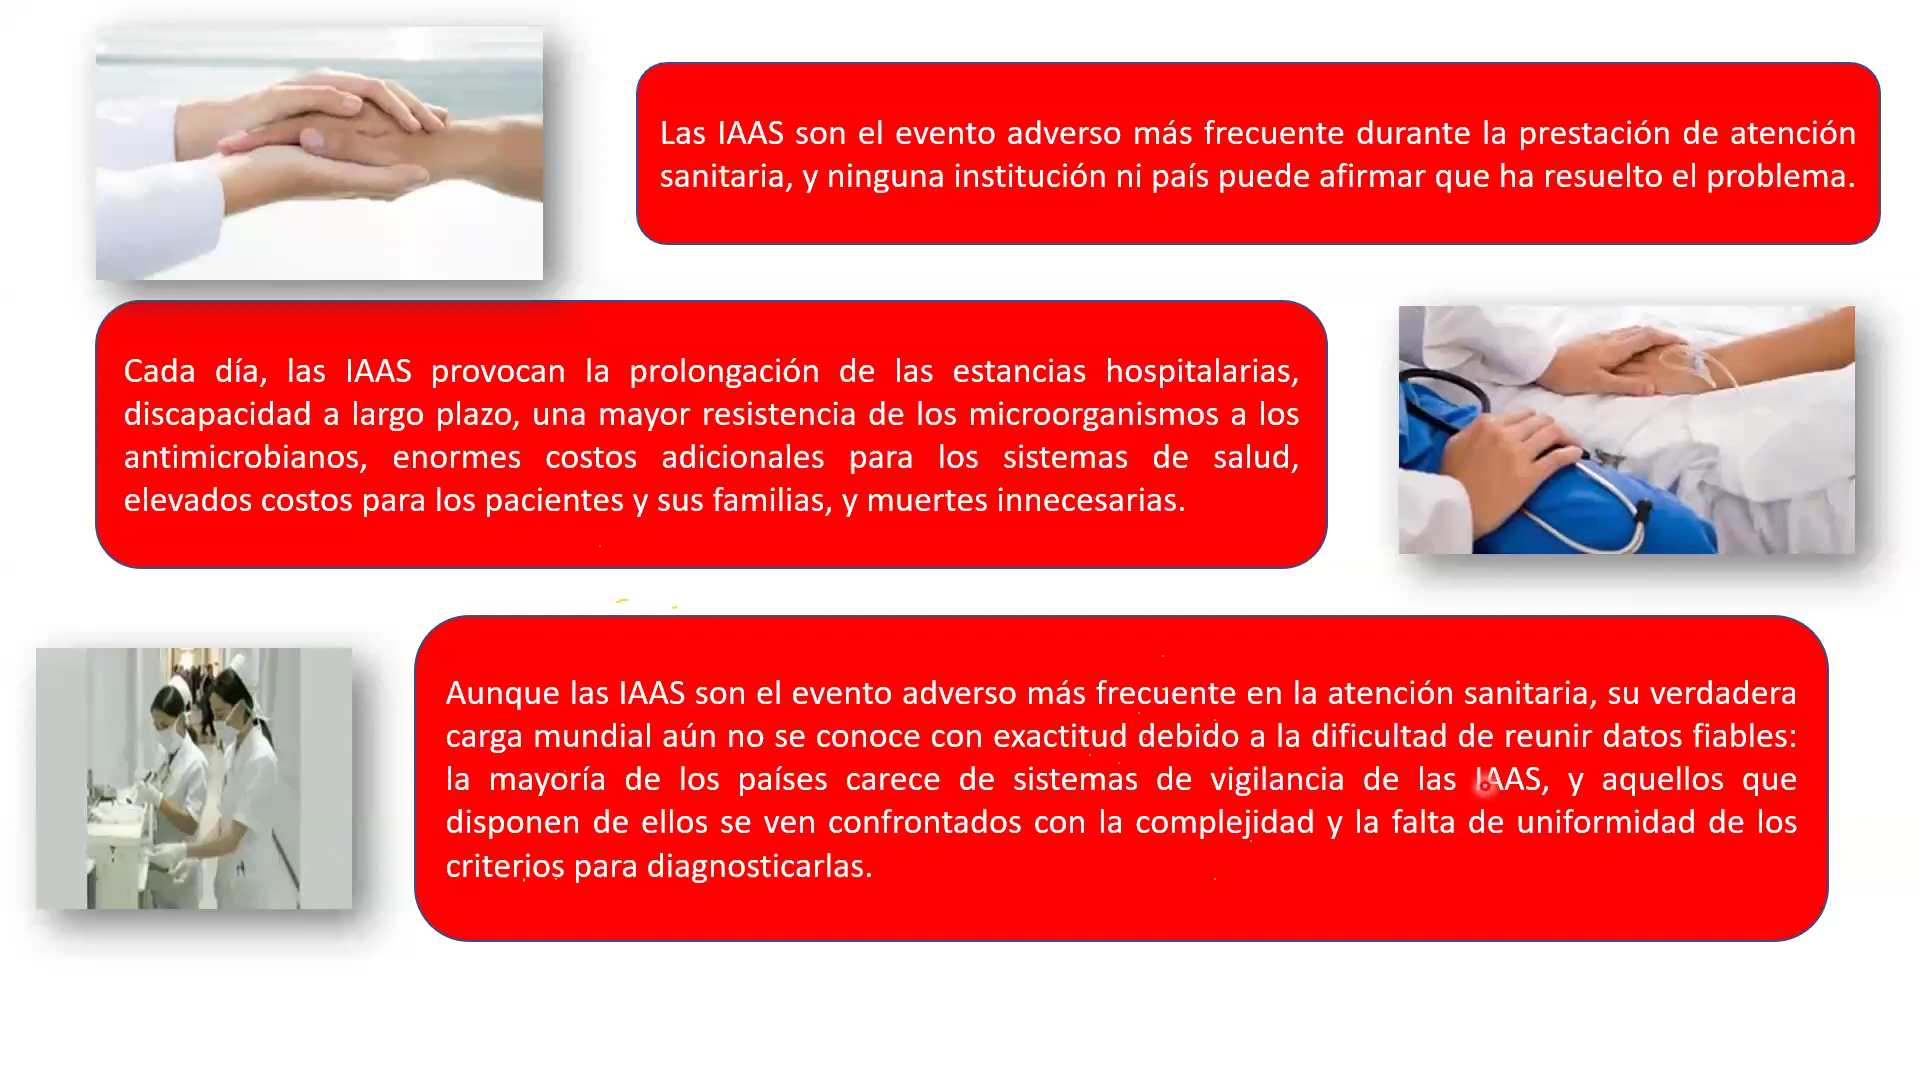 Las IAAS son el evento adverso más frecuente durante la prestación de atención
sanitaria, y ninguna institución ni país puede afirmar que ha resuelto el problema.
Cada día, las IAAS provocan la prolongación de las estancias hospitalarias,
discapacidad a largo plazo, una mayor resistencia de los microorganismos a los
antimicrobianos, enormes costos adicionales para los sistemas de salud,
elevados costos para los pacientes y sus familias, y muertes innecesarias.
Aunque las IAAS son el evento adverso más frecuente en la atención sanitaria, su verdadera
carga mundial aún no se conoce con exactitud debido a la dificultad de reunir datos fiables:
la mayoría de los países carece de sistemas de vigilancia de las IAAS, y aquellos que
disponen de ellos se ven confrontados con la complejidad y la falta de uniformidad de los
criterios para diagnosticarlas.